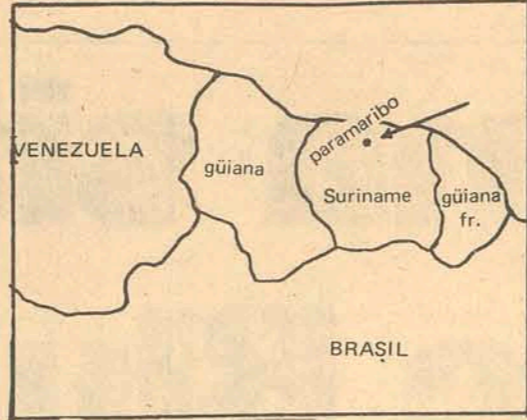 paramaribo
VENEZUELA
güiana
Suriname
güiana
fr.
BRASIL